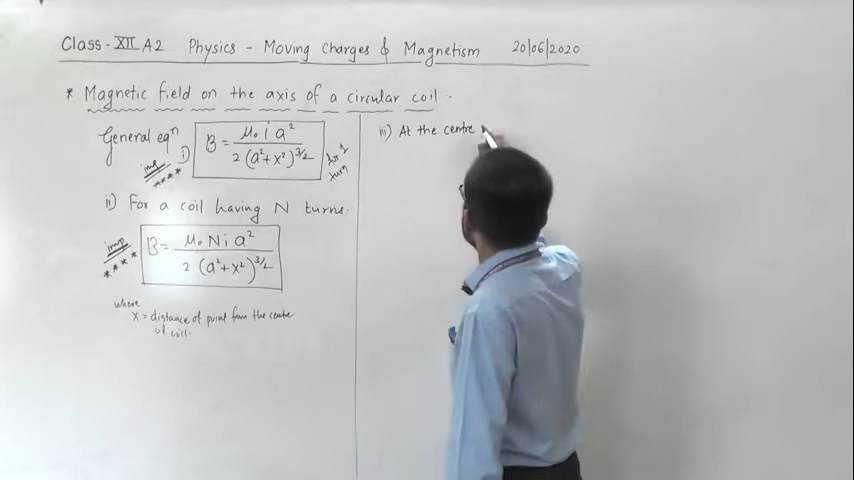 Class - XII A2 Physics - Moving Charges & Magnetism 20/06/2020
* Magnetic field on the axis of a circular coil.
General eqⁿ
i) B = μ₀ i a² / 2 (a² + x²)^3/2
for 1 turn
imp
****
ii) For a coil having N turns.
imp
****
B = μ₀ N i a² / 2 (a² + x²)^3/2
where
x = distance of point from the centre
of coil.
iii) At the centre